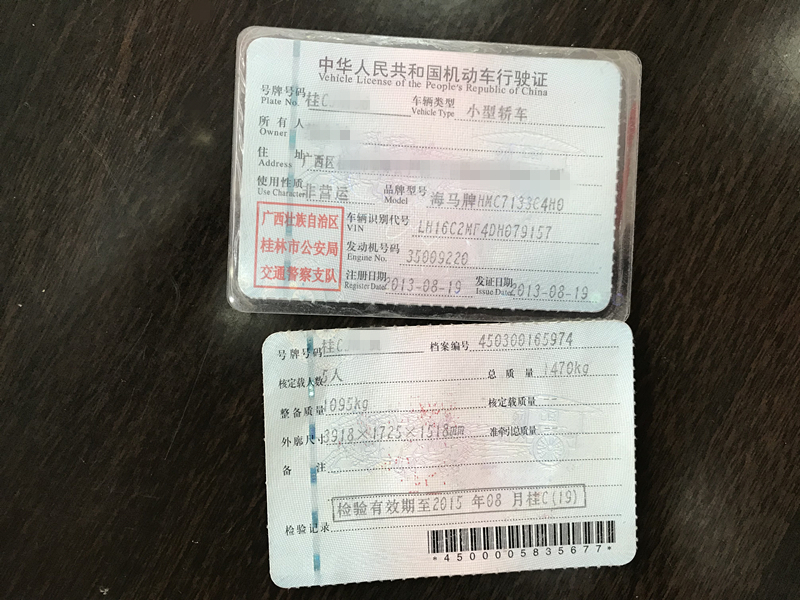 中华人民共和国机动车行驶证
Vehicle License of the People's Republic of China
号牌号码 桂C 车辆类型 小型轿车
Plate No. Vehicle Type
所有人
Owner
住址 广西区
Address
使用性质 非营运 品牌型号 海马牌HMC7133C4H0
Use Character Model
广西壮族自治区
桂林市公安局
交通警察支队
车辆识别代号 LH16C2MF4DH079157
VIN
发动机号码 35009220
Engine No.
注册日期 2013-08-19 发证日期 2013-08-19
Register Date Issue Date
号牌号码 桂C 档案编号 450300165974
核定载人数 5人 总质量 1470kg
整备质量 1095kg 核定载质量 --
外廓尺寸 3918×1725×1518mm 准牵引总质量 --
备注
检验有效期至2015 年08 月桂C(19)
检验记录
*4500005835677*